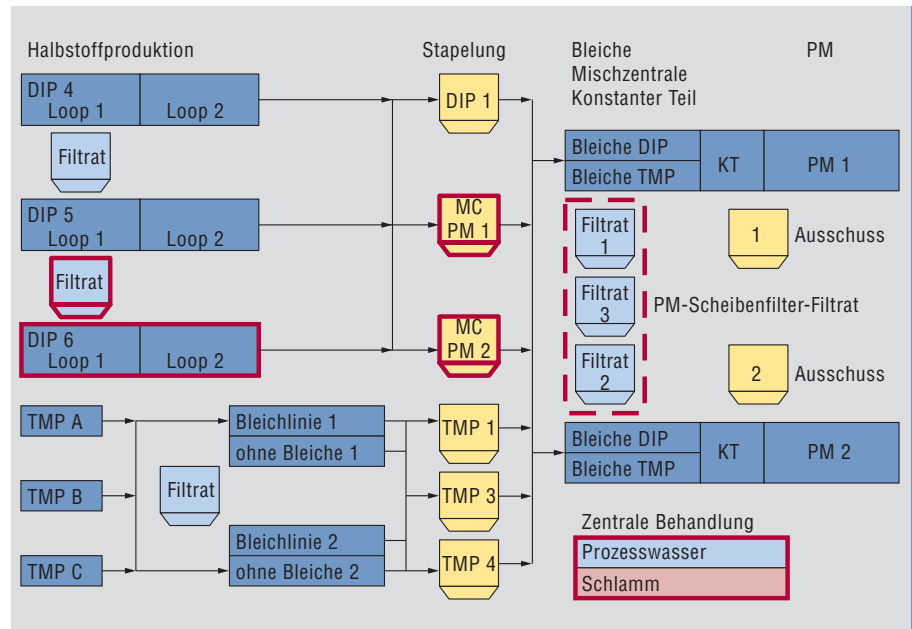 Halbstoffproduktion
Stapelung
Bleiche
Mischzentrale
Konstanter Teil
PM
DIP 4
Loop 1
Loop 2
Filtrat
DIP 5
Loop 1
Loop 2
Filtrat
DIP 6
Loop 1
Loop 2
TMP A
TMP B
TMP C
Bleichlinie 1
ohne Bleiche 1
Filtrat
Bleichlinie 2
ohne Bleiche 2
DIP 1
MC
PM 1
MC
PM 2
TMP 1
TMP 3
TMP 4
Bleiche DIP
Bleiche TMP
KT
PM 1
Filtrat
1
Filtrat
3
Filtrat
2
PM-Scheibenfilter-Filtrat
1
Ausschuss
2
Ausschuss
Bleiche DIP
Bleiche TMP
KT
PM 2
Zentrale Behandlung
Prozesswasser
Schlamm